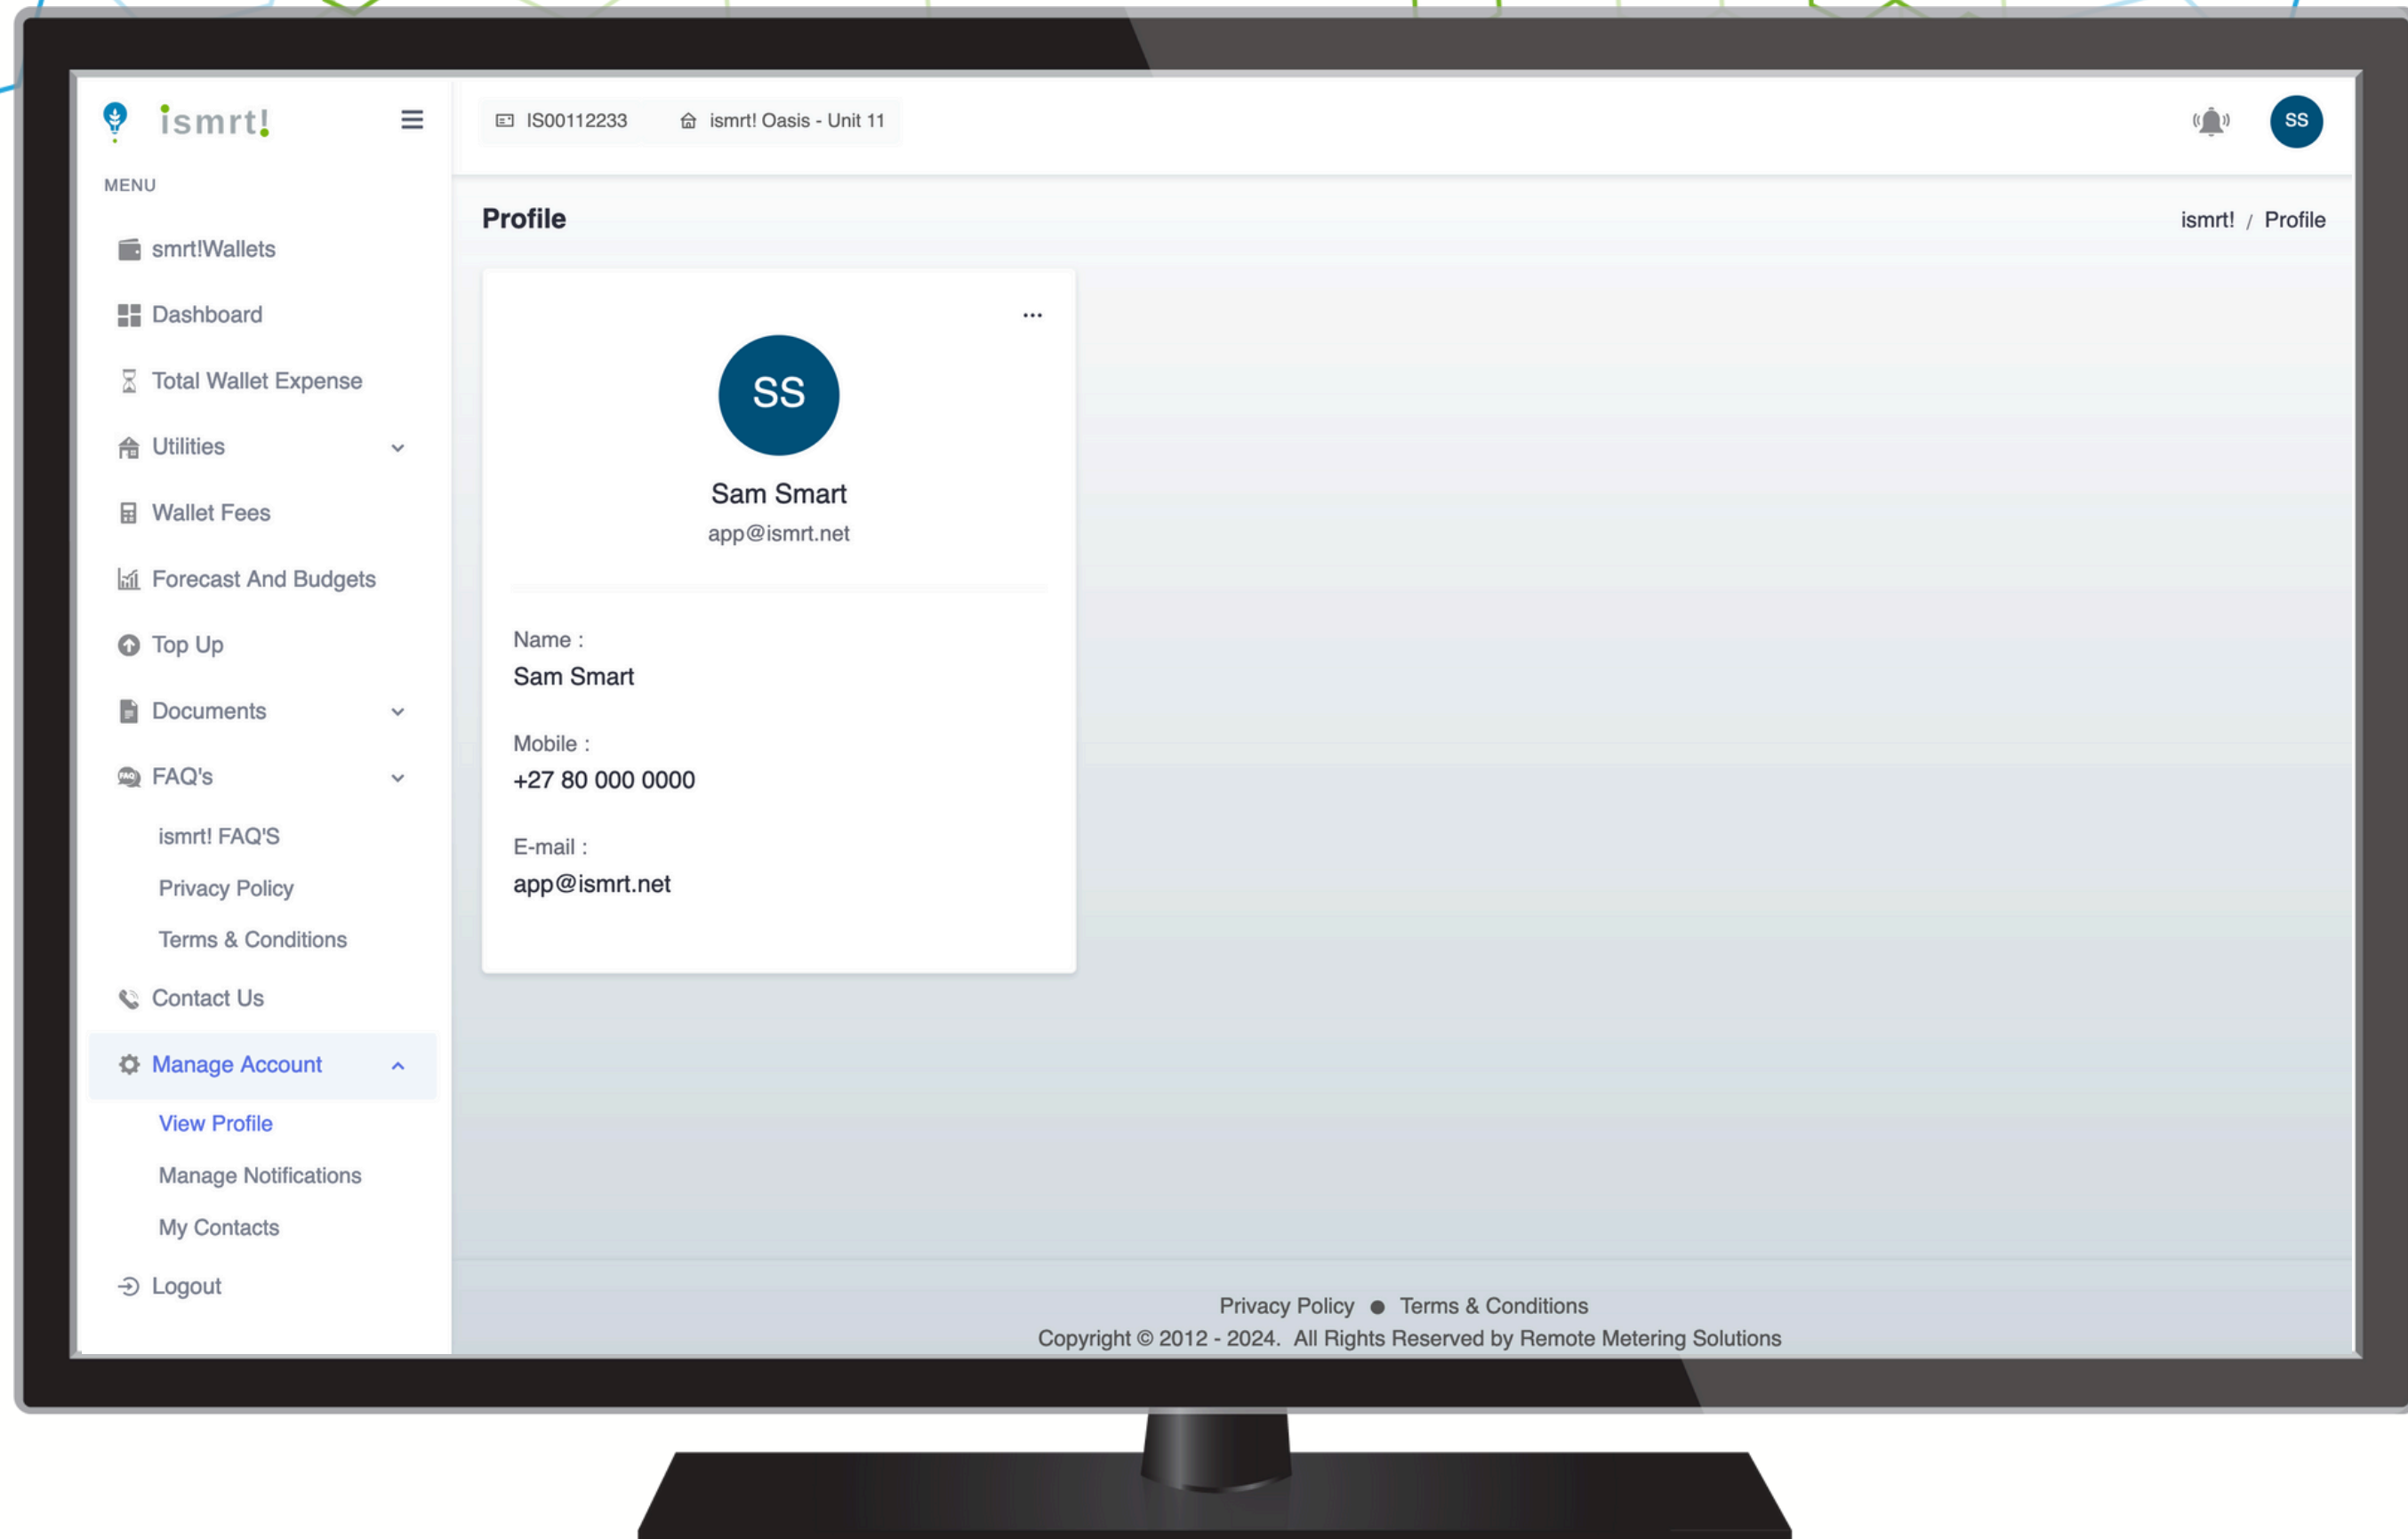 ismrt!
MENU
smrt!Wallets
Dashboard
Total Wallet Expense
Utilities
Wallet Fees
Forecast And Budgets
Top Up
Documents
FAQ
FAQ's
ismrt! FAQ'S
Privacy Policy
Terms & Conditions
Contact Us
Manage Account
View Profile
Manage Notifications
My Contacts
Logout
IS00112233
ismrt! Oasis - Unit 11
SS
Profile
ismrt! / Profile
SS
Sam Smart
app@ismrt.net
Name :
Sam Smart
Mobile :
+27 80 000 0000
E-mail :
app@ismrt.net
Privacy Policy ● Terms & Conditions
Copyright © 2012 - 2024. All Rights Reserved by Remote Metering Solutions